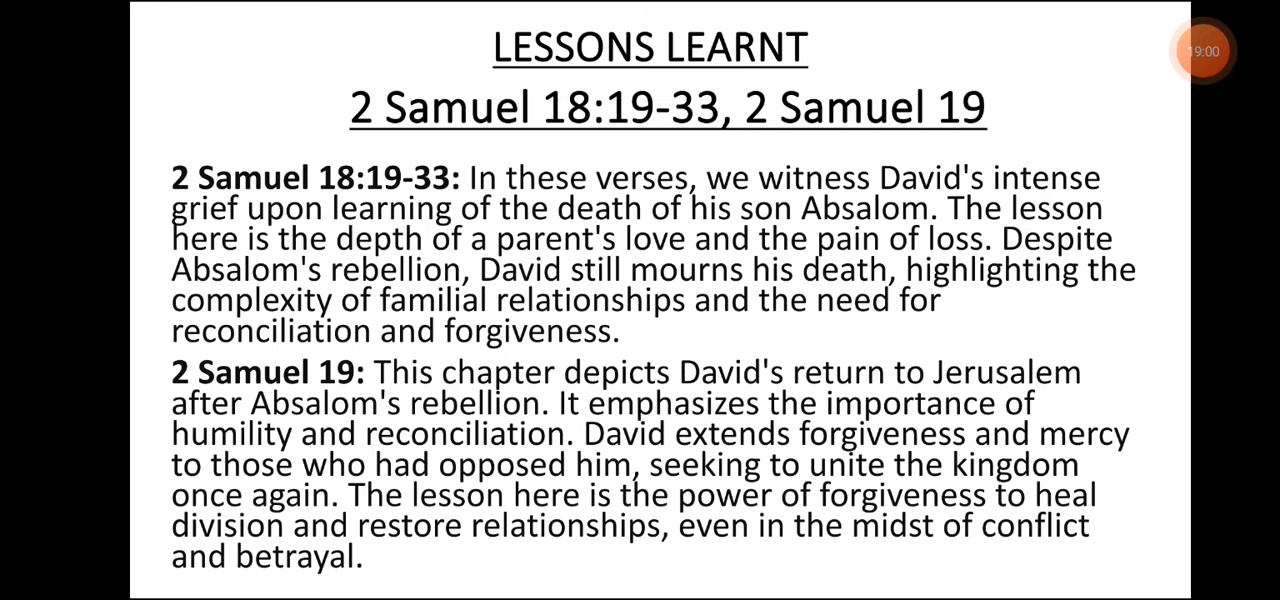 LESSONS LEARNT
19:00
2 Samuel 18:19-33, 2 Samuel 19
2 Samuel 18:19-33: In these verses, we witness David's intense
grief upon learning of the death of his son Absalom. The lesson
here is the depth of a parent's love and the pain of loss. Despite
Absalom's rebellion, David still mourns his death, highlighting the
complexity of familial relationships and the need for
reconciliation and forgiveness.
2 Samuel 19: This chapter depicts David's return to Jerusalem
after Absalom's rebellion. It emphasizes the importance of
humility and reconciliation. David extends forgiveness and mercy
to those who had opposed him, seeking to unite the kingdom
once again. The lesson here is the power of forgiveness to heal
division and restore relationships, even in the midst of conflict
and betrayal.